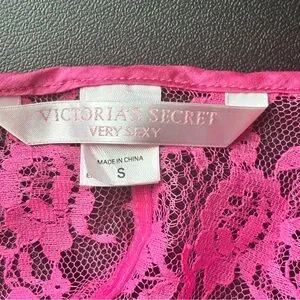 VICTORIA'S SECRET
VERY SEXY
MADE IN CHINA
S